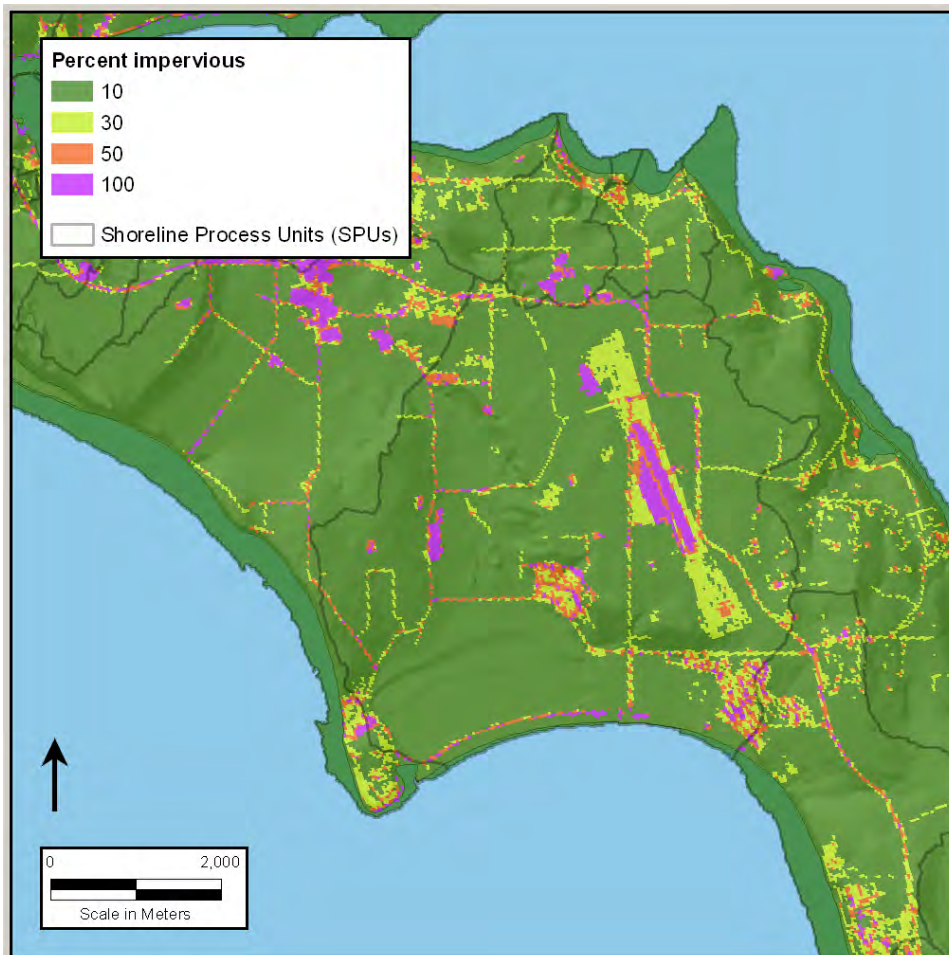 Percent impervious
10
30
50
100
Shoreline Process Units (SPUs)
0 2,000
Scale in Meters